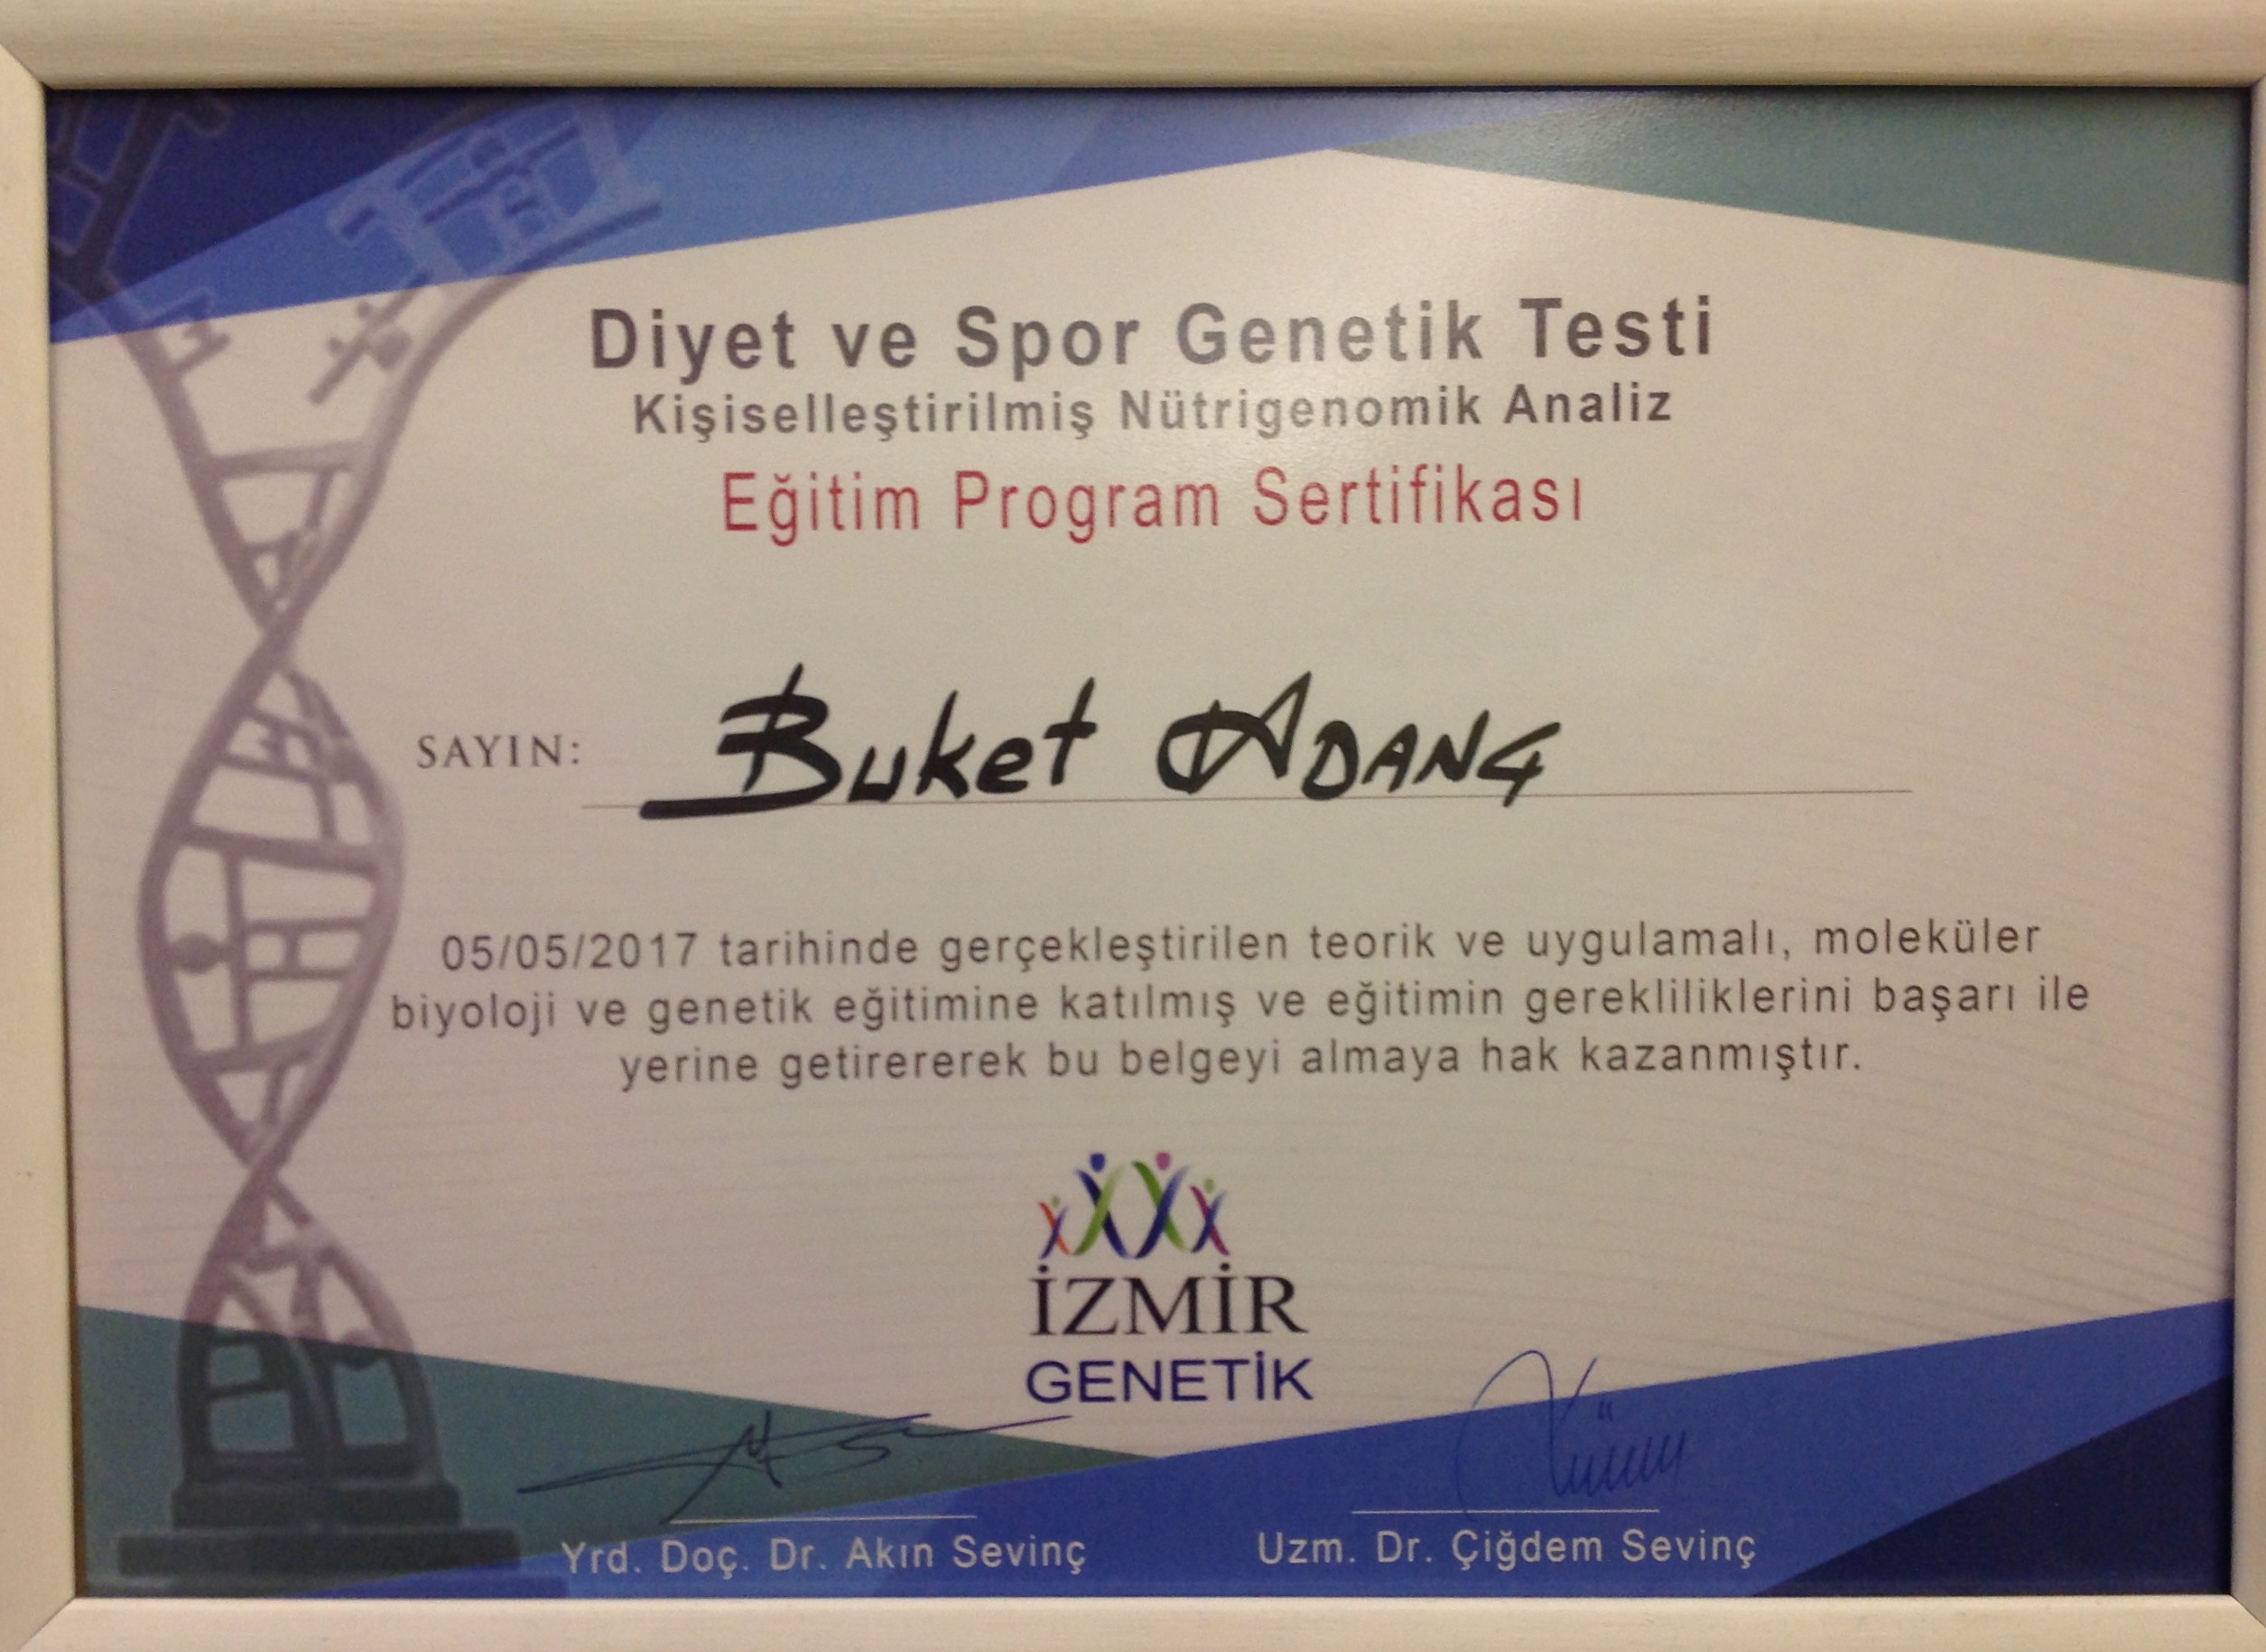 Diyet ve Spor Genetik Testi
Kişiselleştirilmiş Nütrigenomik Analiz
Eğitim Program Sertifikası
SAYIN: Buket ADANÇ
05/05/2017 tarihinde gerçekleştirilen teorik ve uygulamalı, moleküler
biyoloji ve genetik eğitimine katılmış ve eğitimin gerekliliklerini başarı ile
yerine getirererek bu belgeyi almaya hak kazanmıştır.
İZMİR
GENETİK
Yrd. Doç. Dr. Akın Sevinç
Uzm. Dr. Çiğdem Sevinç